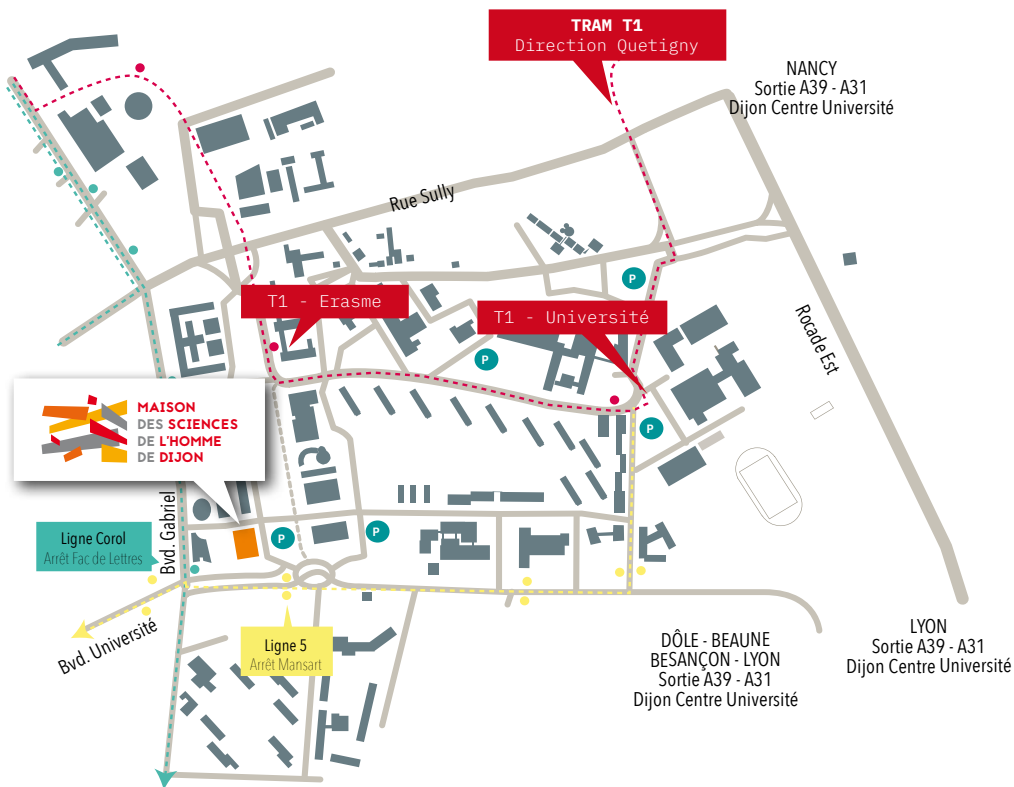 TRAM T1
Direction Quetigny
NANCY
Sortie A39 - A31
Dijon Centre Université
Rue Sully
P
T1 - Erasme
T1 - Université
P
Rocade Est
MAISON
DES SCIENCES
DE L'HOMME
DE DIJON
P
Bvd. Gabriel
Ligne Corol
Arrêt Fac de Lettres
P
P
Bvd. Université
Ligne 5
Arrêt Mansart
DÔLE - BEAUNE
BESANÇON - LYON
Sortie A39 - A31
Dijon Centre Université
LYON
Sortie A39 - A31
Dijon Centre Université